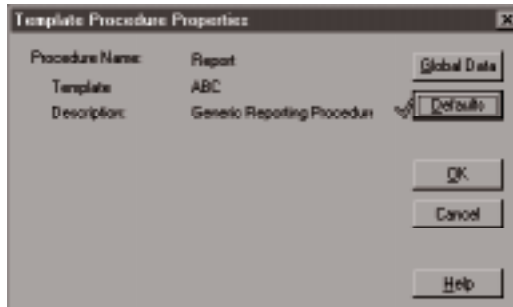 Template Procedure Properties
Procedure Name: Report
Template ABC
Description: Generic Reporting Procedure
Global Data
Defaults
OK
Cancel
Help